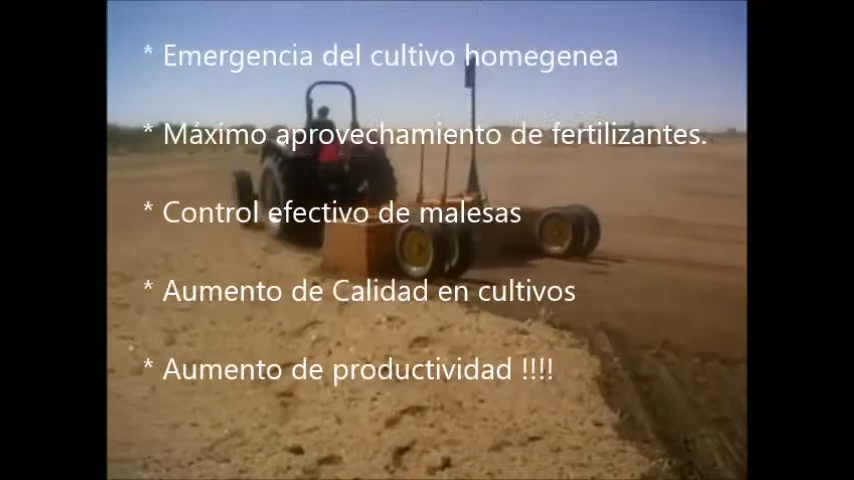 * Emergencia del cultivo homegenea
* Máximo aprovechamiento de fertilizantes.
* Control efectivo de malesas
* Aumento de Calidad en cultivos
* Aumento de productividad !!!!